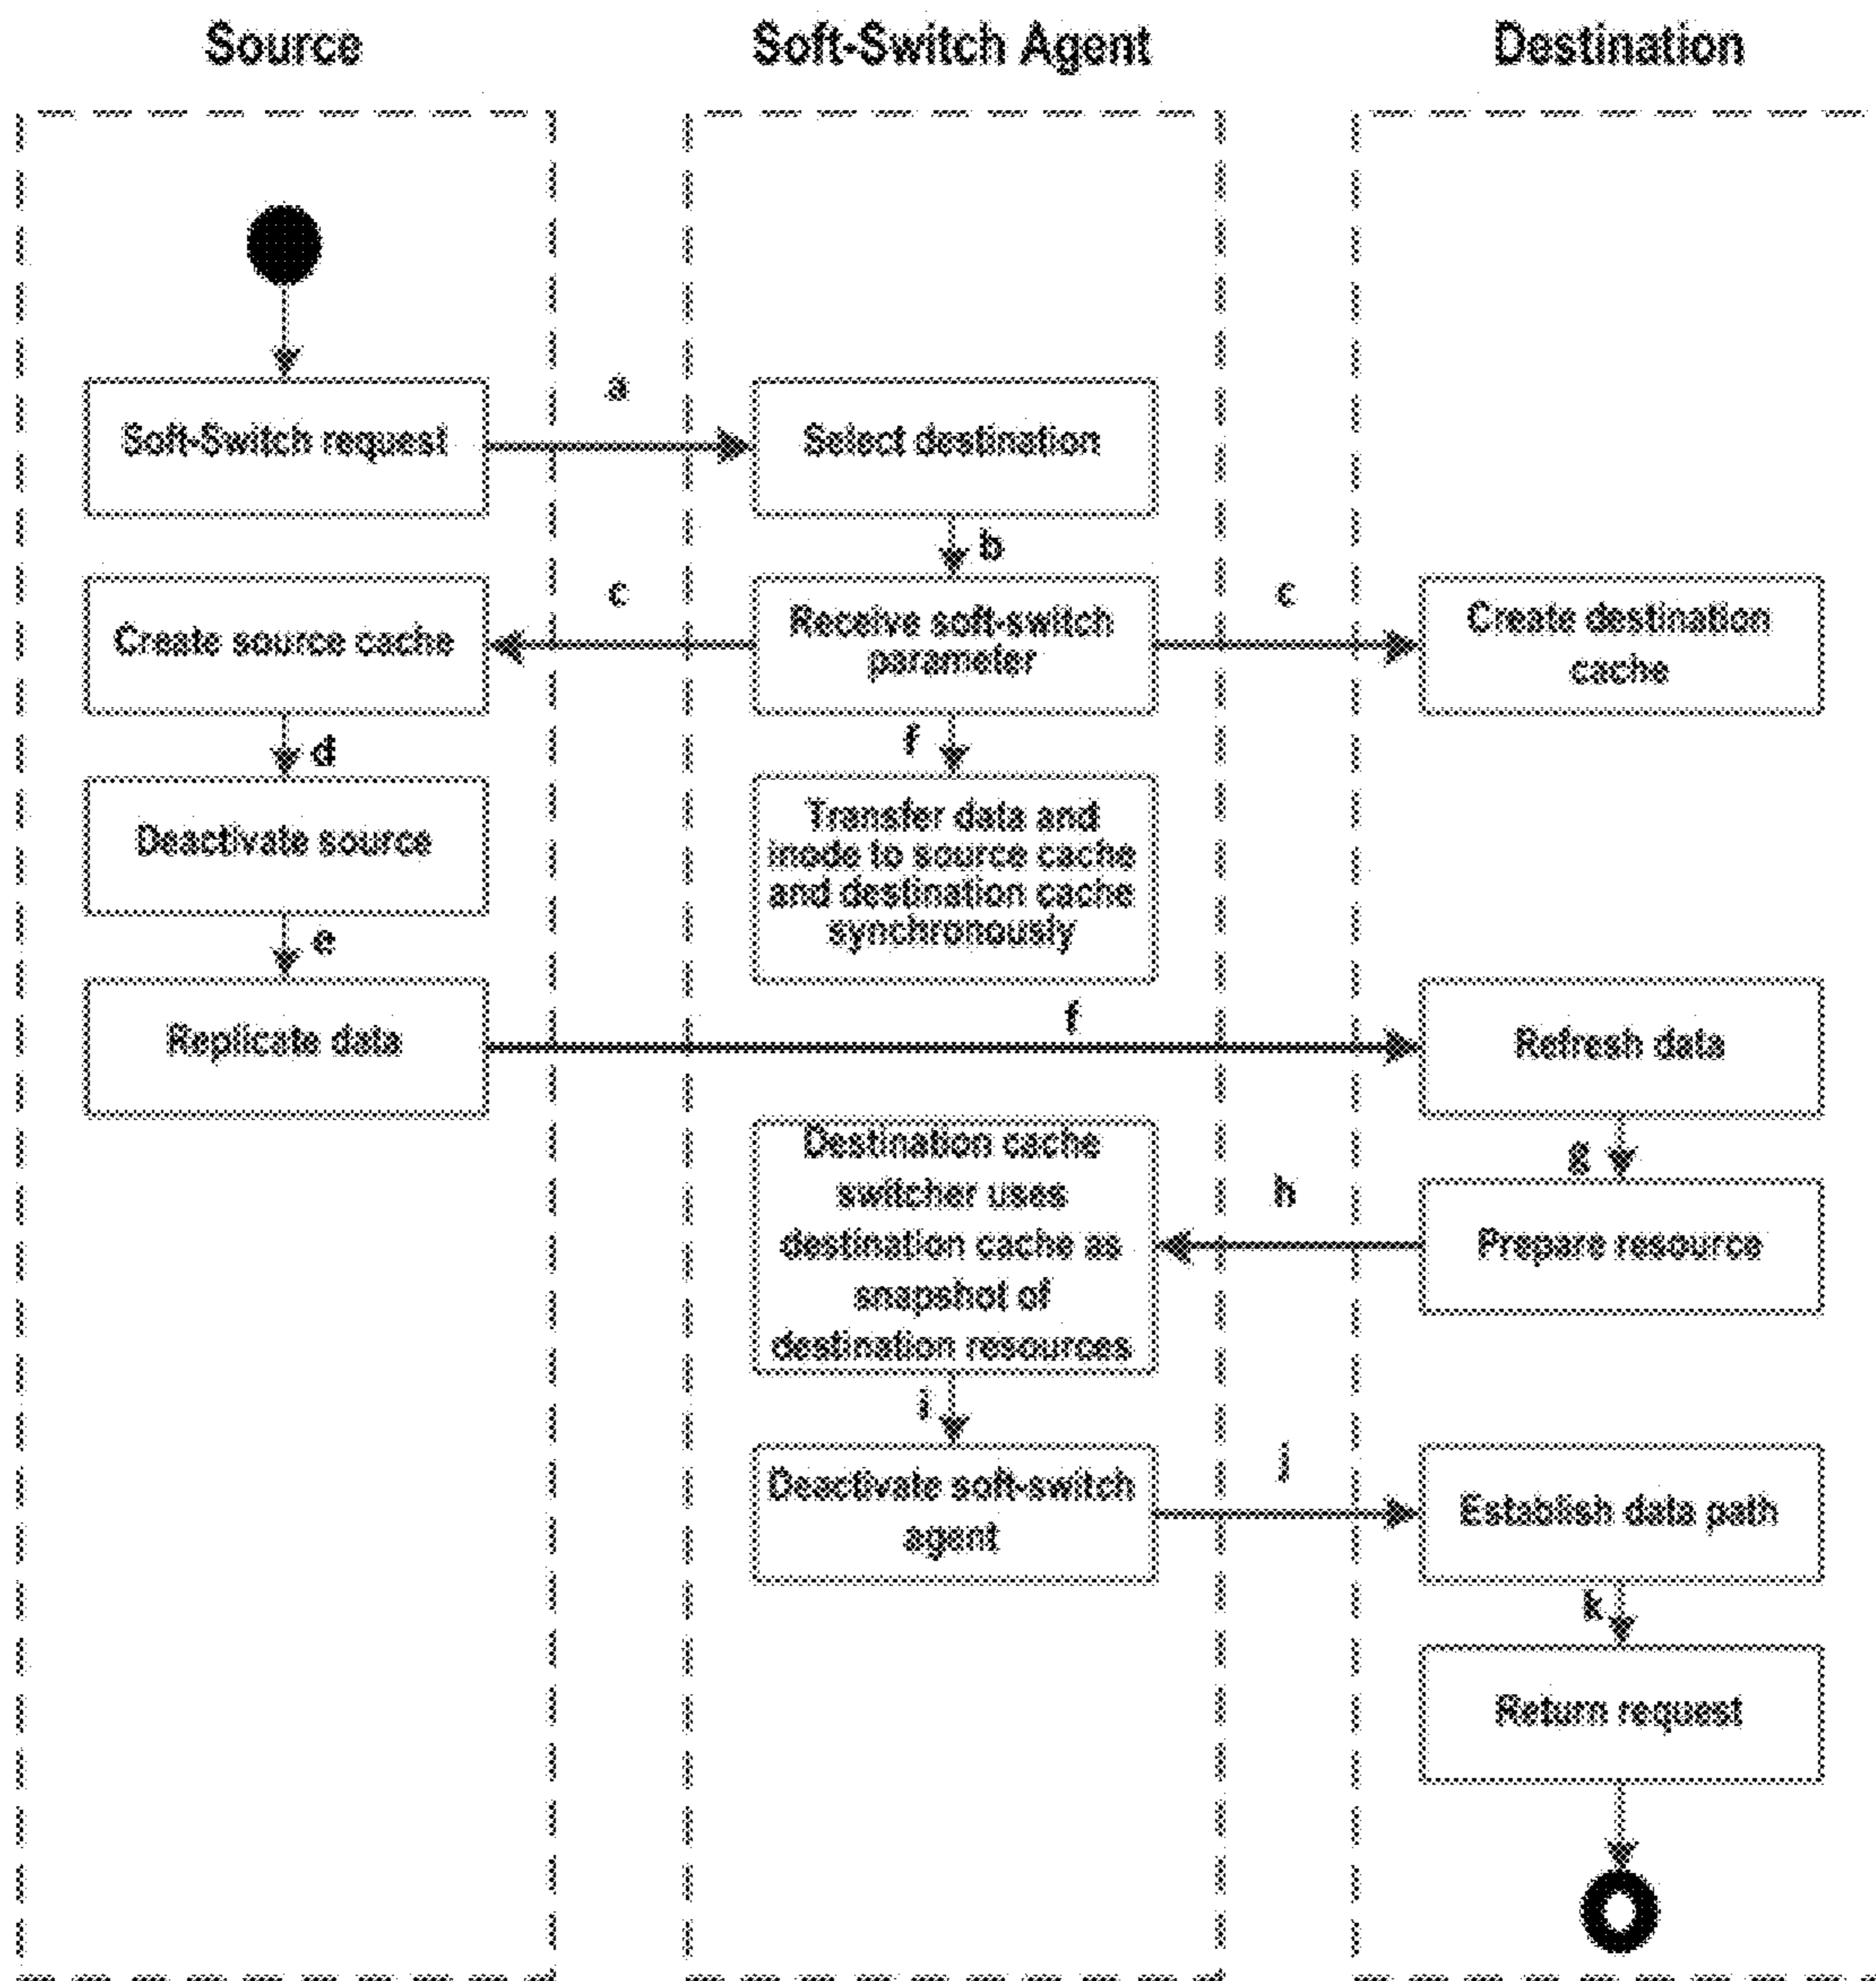 Source
Soft-Switch Agent
Destination
a
Soft-Switch request
Select destination
b
c
c
Create source cache
Receive soft-switch
parameter
Create destination
cache
d
f
Deactivate source
Transfer data and
inode to source cache
and destination cache
synchronously
e
f
Replicate data
Refresh data
g
Destination cache
switcher uses
destination cache as
snapshot of
destination resources
h
Prepare resource
i
j
Deactivate soft-switch
agent
Establish data path
k
Return request